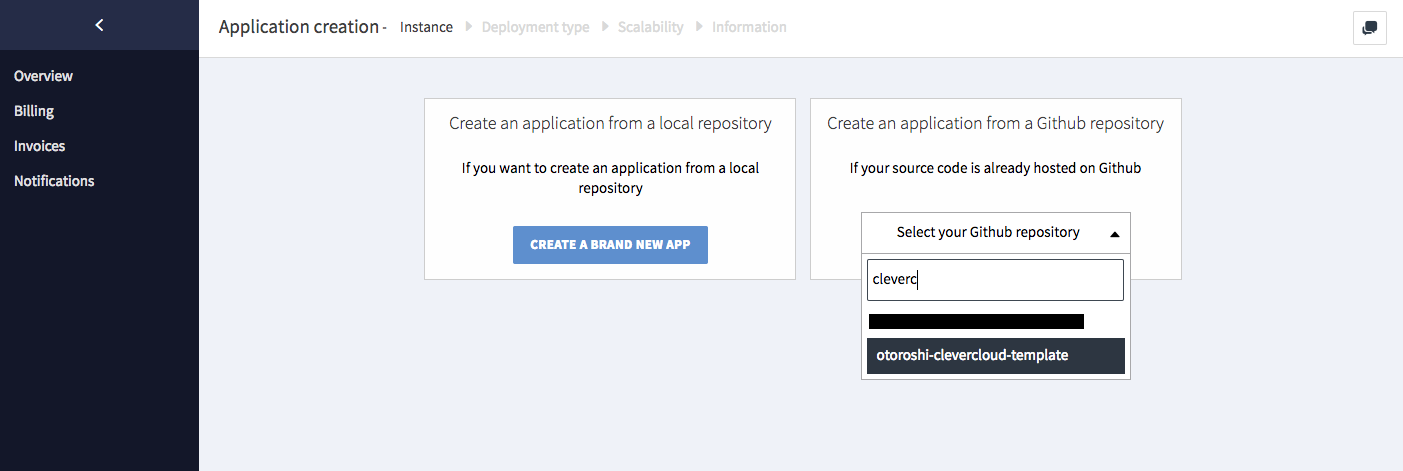 Application creation - Instance Deployment type Scalability Information
Overview
Billing
Invoices
Notifications
Create an application from a local repository
If you want to create an application from a local
repository
CREATE A BRAND NEW APP
Create an application from a Github repository
If your source code is already hosted on Github
Select your Github repository
cleverc
otoroshi-clevercloud-template